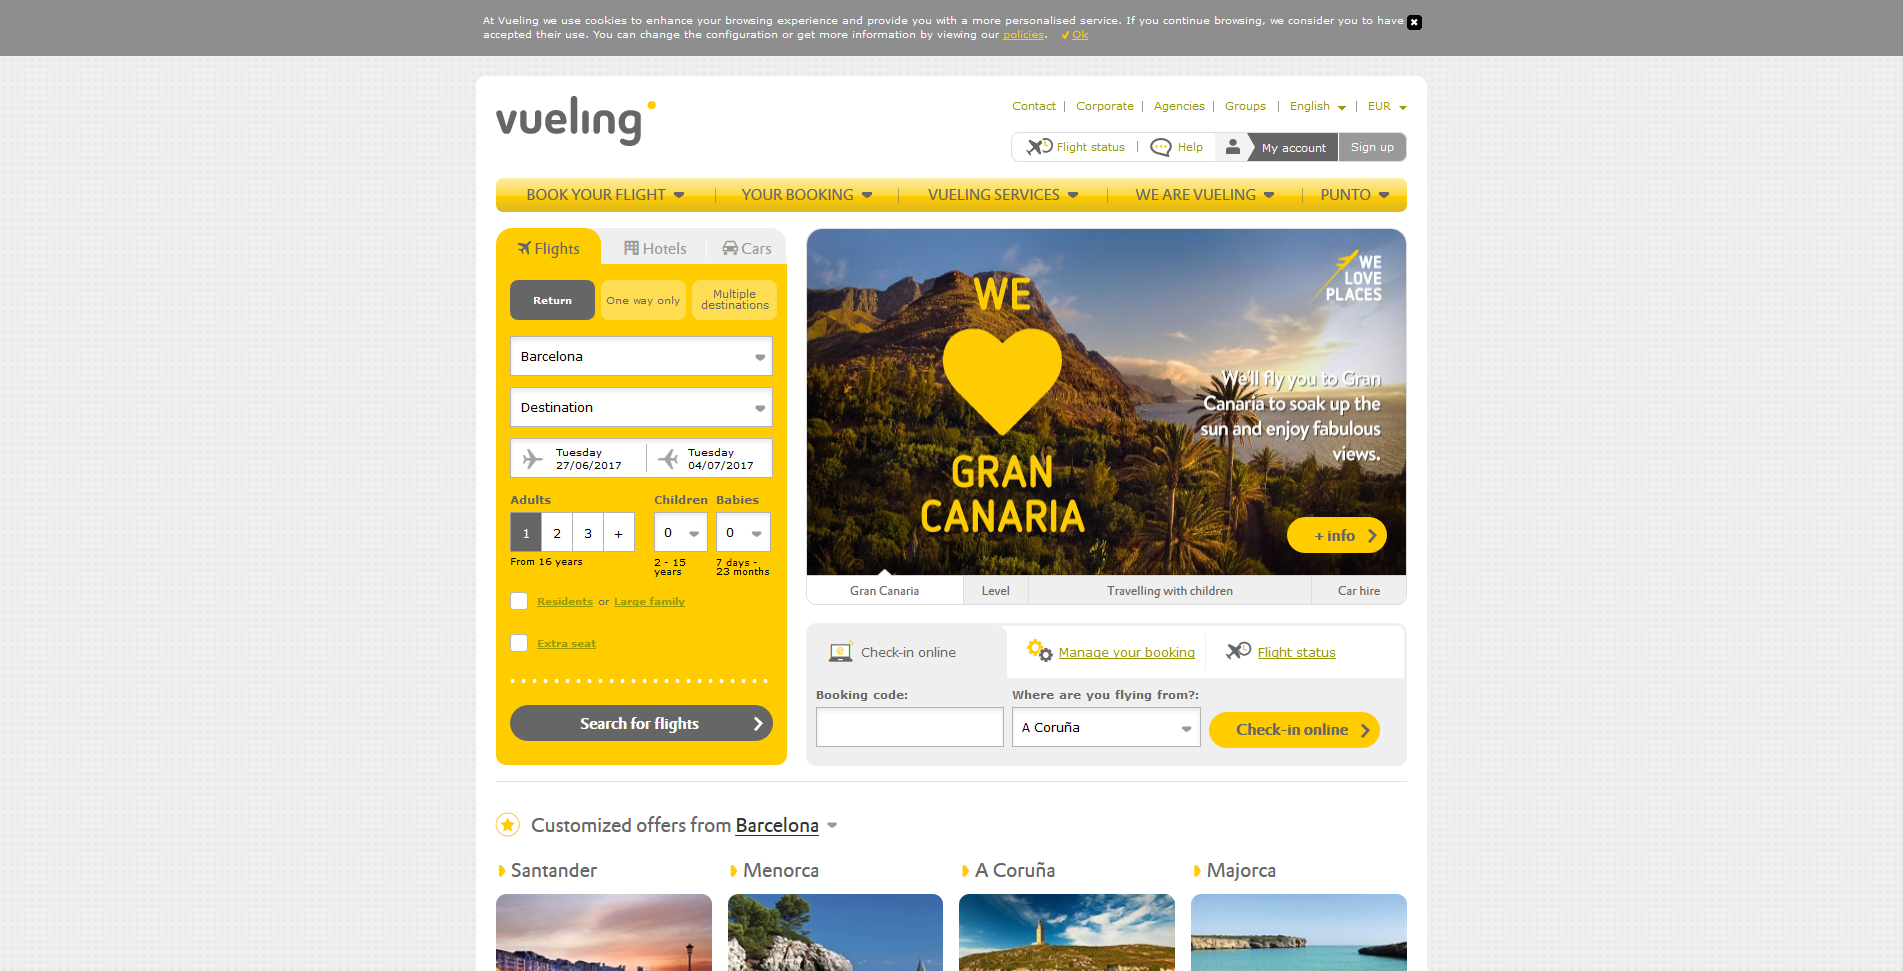 At Vueling we use cookies to enhance your browsing experience and provide you with a more personalised service. If you continue browsing, we consider you to have
accepted their use. You can change the configuration or get more information by viewing our policies. Ok
vueling
Contact | Corporate | Agencies | Groups | English | EUR
Flight status | Help My account Sign up
BOOK YOUR FLIGHT | YOUR BOOKING | VUELING SERVICES | WE ARE VUELING | PUNTO
Flights Hotels Cars
Return One way only Multiple
destinations
Barcelona
Destination
Tuesday
27/06/2017
Tuesday
04/07/2017
Adults Children Babies
1 2 3 + 0 0
From 16 years
2 - 15
years
7 days -
23 months
Residents or Large family
Extra seat
Search for flights
WE
GRAN
CANARIA
WE
LOVE
PLACES
We'll fly you to Gran
Canaria to soak up the
sun and enjoy fabulous
views.
+ info
Gran Canaria Level Travelling with children Car hire
Check-in online Manage your booking Flight status
Booking code: Where are you flying from?:
A Coruña Check-in online
Customized offers from Barcelona
Santander Menorca A Coruña Majorca